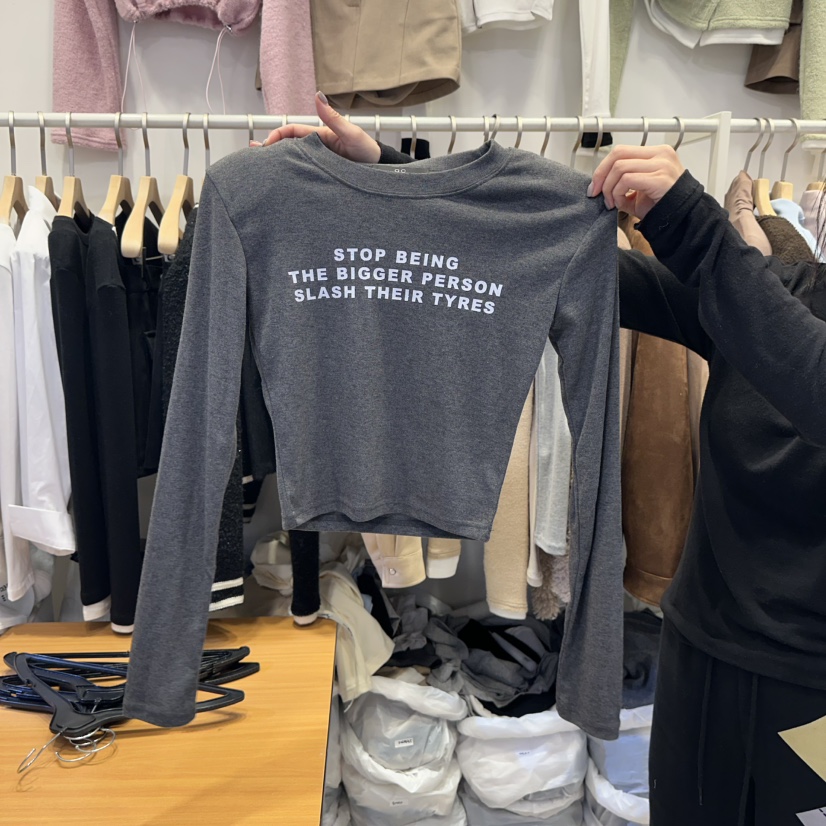 STOP BEING
THE BIGGER PERSON
SLASH THEIR TYRES